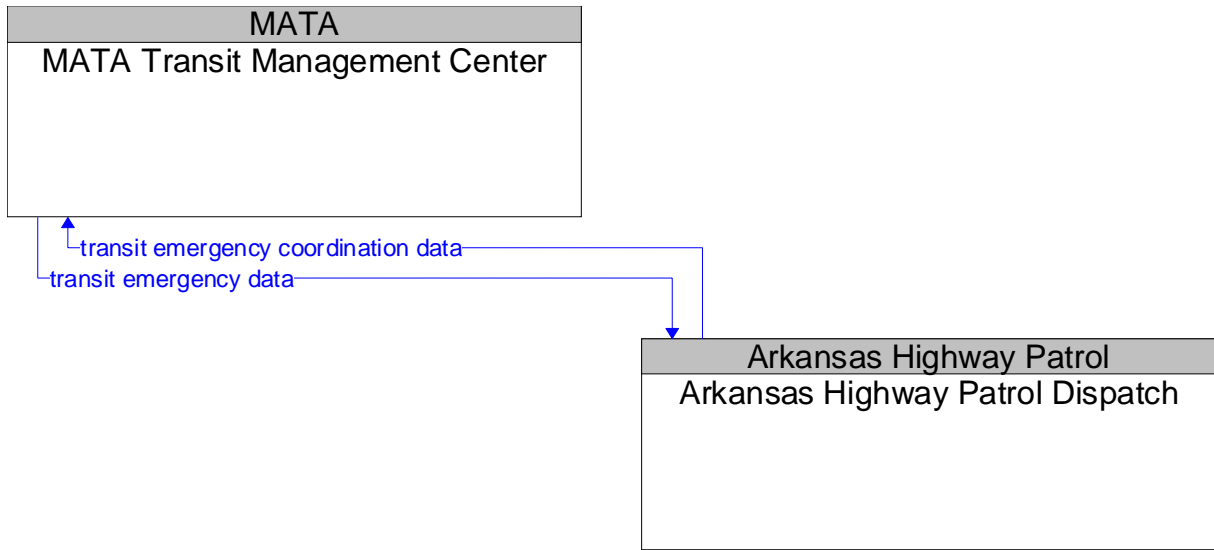 MATA
MATA Transit Management Center
transit emergency coordination data
transit emergency data
Arkansas Highway Patrol
Arkansas Highway Patrol Dispatch